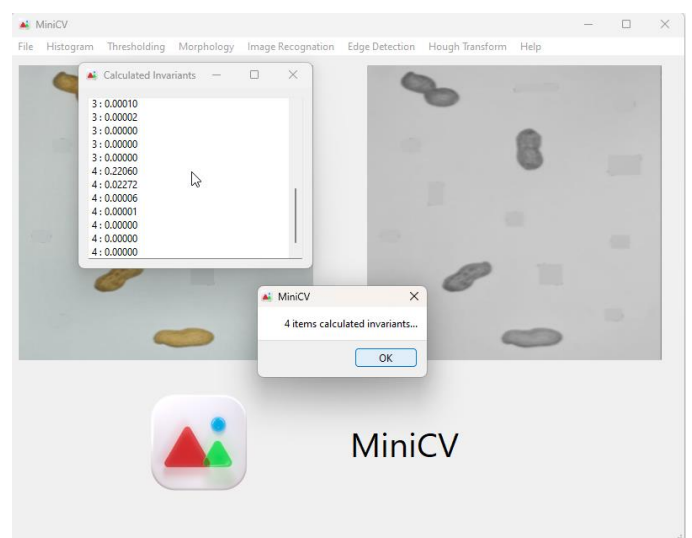 MiniCV
File Histogram Thresholding Morphology Image Recognation Edge Detection Hough Transform Help
Calculated Invariants
3 : 0.00010
3 : 0.00002
3 : 0.00000
3 : 0.00000
3 : 0.00000
4 : 0.22060
4 : 0.02272
4 : 0.00006
4 : 0.00001
4 : 0.00000
4 : 0.00000
4 : 0.00000
MiniCV
4 items calculated invariants...
OK
MiniCV